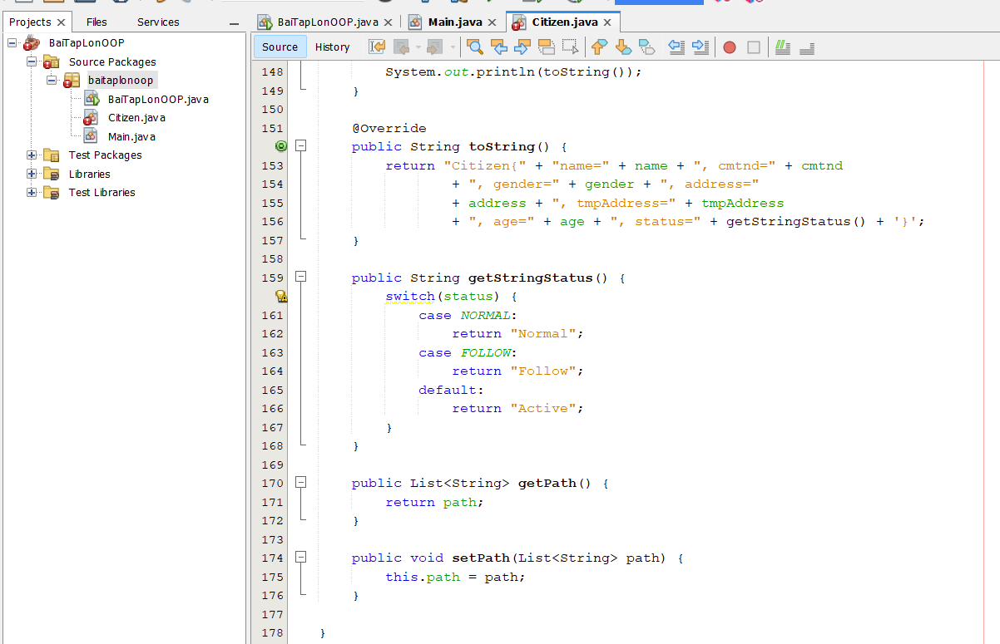 Projects
Files
Services
BaiTapLonOOP
Source Packages
baitaplonoop
BaiTapLonOOP.java
Citizen.java
Main.java
Test Packages
Libraries
Test Libraries
BaiTapLonOOP.java
Main.java
Citizen.java
Source
History
148 System.out.println(toString());
149 }
150
151 @Override
public String toString() {
153 return "Citizen{" + "name=" + name + ", cmtnd=" + cmtnd
154 + ", gender=" + gender + ", address="
155 + address + ", tmpAddress=" + tmpAddress
156 + ", age=" + age + ", status=" + getStringStatus() + '}';
157 }
158
159 public String getStringStatus() {
switch(status) {
161 case NORMAL:
162 return "Normal";
163 case FOLLOW:
164 return "Follow";
165 default:
166 return "Active";
167 }
168 }
169
170 public List<String> getPath() {
171 return path;
172 }
173
174 public void setPath(List<String> path) {
175 this.path = path;
176 }
177
178 }